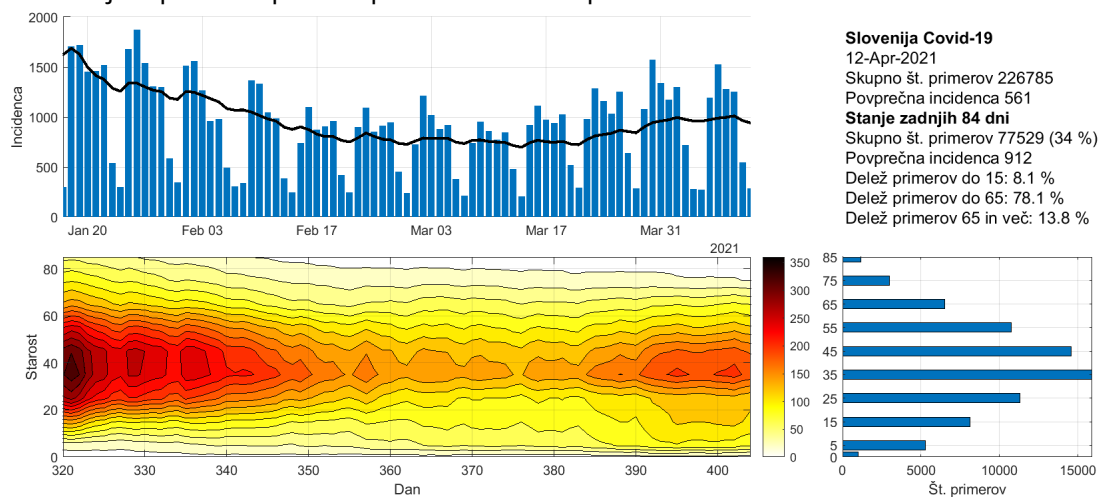 2000
1500
1000
500
0
Incidenca
Jan 20
Feb 03
Feb 17
Mar 03
Mar 17
Mar 31
2021
Slovenija Covid-19
12-Apr-2021
Skupno št. primerov 226785
Povprečna incidenca 561
Stanje zadnjih 84 dni
Skupno št. primerov 77529 (34 %)
Povprečna incidenca 912
Delež primerov do 15: 8.1 %
Delež primerov do 65: 78.1 %
Delež primerov 65 in več: 13.8 %
80
60
40
20
0
Starost
320
330
340
350
360
370
380
390
400
Dan
350
300
250
200
150
100
50
0
85
75
65
55
45
35
25
15
5
0
0
5000
10000
15000
Št. primerov